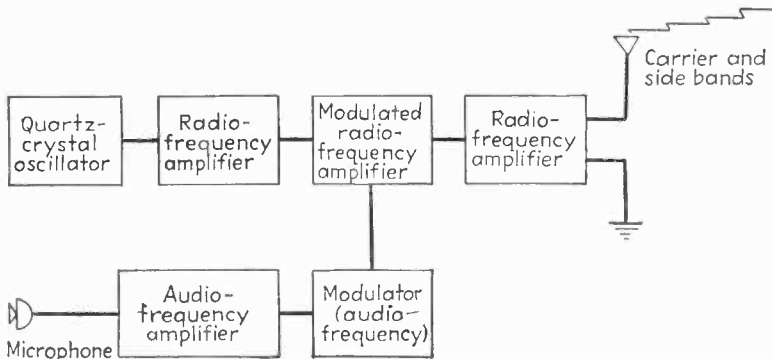 Carrier and
side bands
Quartz-
crystal
oscillator
Radio-
frequency
amplifier
Modulated
radio-
frequency
amplifier
Radio-
frequency
amplifier
Audio-
frequency
amplifier
Modulator
(audio-
frequency)
Microphone